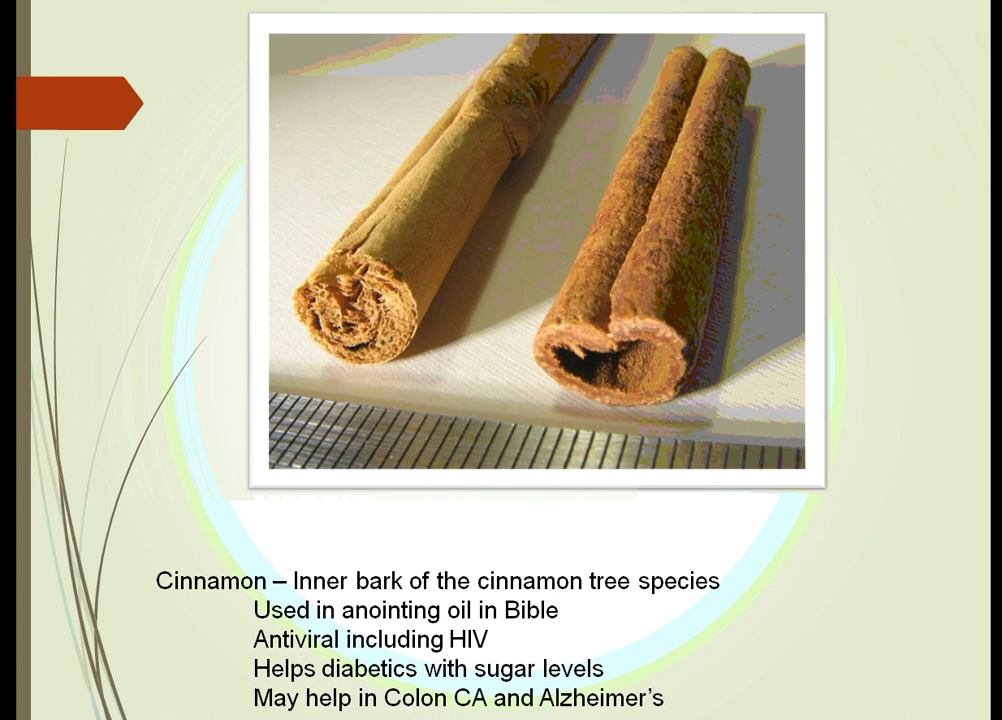 Cinnamon – Inner bark of the cinnamon tree species
Used in anointing oil in Bible
Antiviral including HIV
Helps diabetics with sugar levels
May help in Colon CA and Alzheimer’s